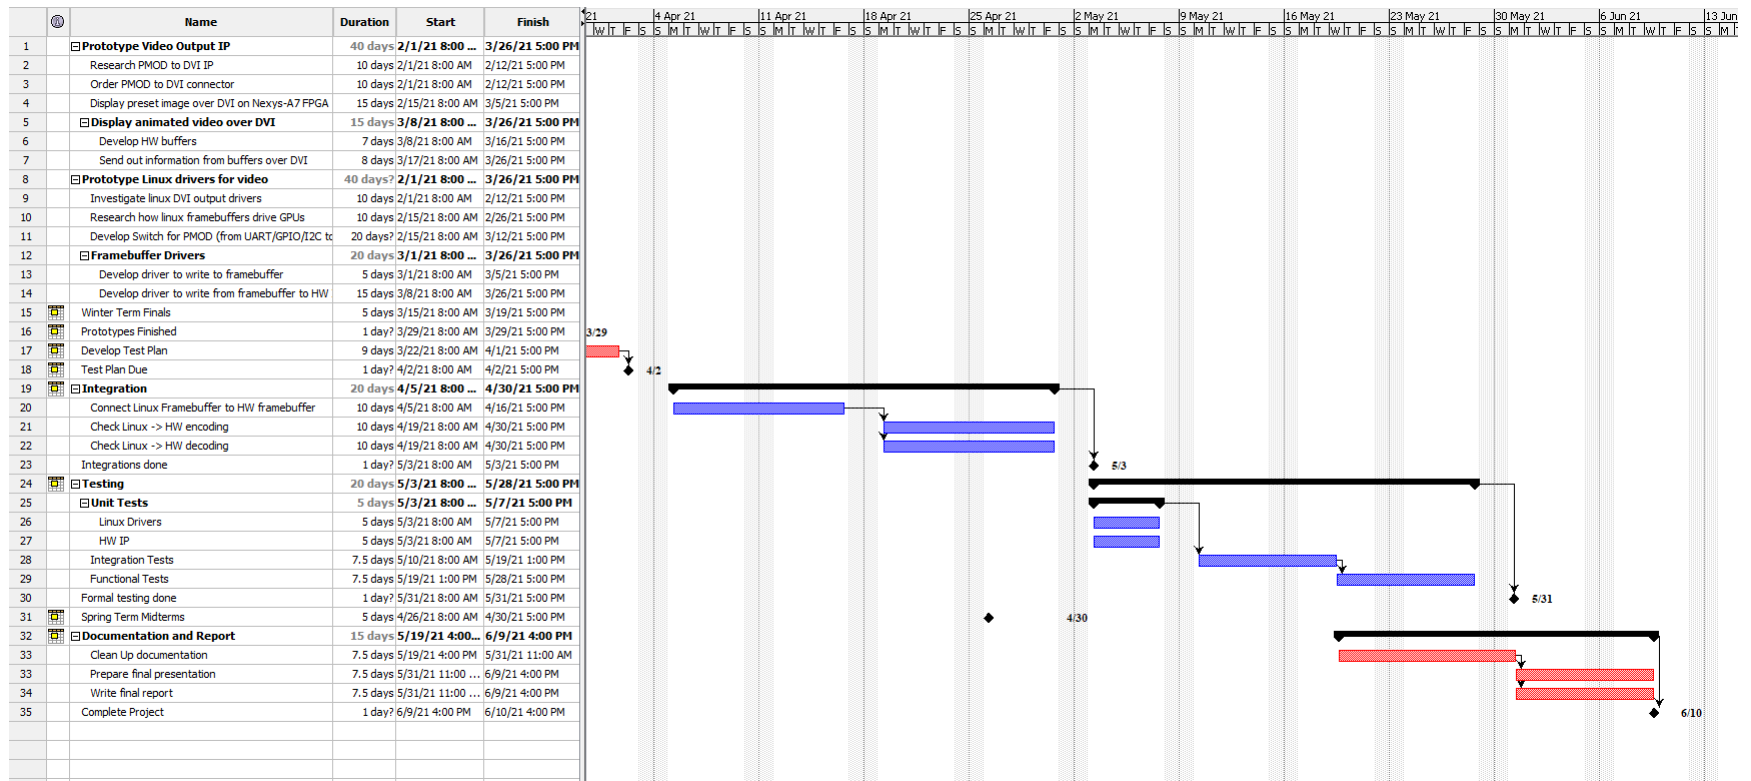 Name Duration Start Finish
21 4 Apr 21 11 Apr 21 18 Apr 21 25 Apr 21 2 May 21 9 May 21 16 May 21 23 May 21 30 May 21 6 Jun 21 13 Jun
W T F S S M T W T F S S M T W T F S S M T W T F S S M T W T F S S M T W T F S S M T W T F S S M T W T F S S M T W T F S S M T W T F S S M T W T F S S M T W T F S S M T
1 Prototype Video Output IP 40 days 2/1/21 8:00 ... 3/26/21 5:00 PM
2 Research PMOD to DVI IP 10 days 2/1/21 8:00 AM 2/12/21 5:00 PM
3 Order PMOD to DVI connector 10 days 2/1/21 8:00 AM 2/12/21 5:00 PM
4 Display preset image over DVI on Nexys-A7 FPGA 15 days 2/15/21 8:00 AM 3/5/21 5:00 PM
5 Display animated video over DVI 15 days 3/8/21 8:00 ... 3/26/21 5:00 PM
6 Develop HW buffers 7 days 3/8/21 8:00 AM 3/16/21 5:00 PM
7 Send out information from buffers over DVI 8 days 3/17/21 8:00 AM 3/26/21 5:00 PM
8 Prototype Linux drivers for video 40 days? 2/1/21 8:00 ... 3/26/21 5:00 PM
9 Investigate linux DVI output drivers 10 days 2/1/21 8:00 AM 2/12/21 5:00 PM
10 Research how linux framebuffers drive GPUs 10 days 2/15/21 8:00 AM 2/26/21 5:00 PM
11 Develop Switch for PMOD (from UART/GPIO/I2C to 20 days? 2/15/21 8:00 AM 3/12/21 5:00 PM
12 Framebuffer Drivers 20 days 3/1/21 8:00 ... 3/26/21 5:00 PM
13 Develop driver to write to framebuffer 5 days 3/1/21 8:00 AM 3/5/21 5:00 PM
14 Develop driver to write from framebuffer to HW 15 days 3/8/21 8:00 AM 3/26/21 5:00 PM
15 Winter Term Finals 5 days 3/15/21 8:00 AM 3/19/21 5:00 PM
16 Prototypes Finished 1 day? 3/29/21 8:00 AM 3/29/21 5:00 PM 3/29
17 Develop Test Plan 9 days 3/22/21 8:00 AM 4/1/21 5:00 PM
18 Test Plan Due 1 day? 4/2/21 8:00 AM 4/2/21 5:00 PM 4/2
19 Integration 20 days 4/5/21 8:00 ... 4/30/21 5:00 PM
20 Connect Linux Framebuffer to HW framebuffer 10 days 4/5/21 8:00 AM 4/16/21 5:00 PM
21 Check Linux -> HW encoding 10 days 4/19/21 8:00 AM 4/30/21 5:00 PM
22 Check Linux -> HW decoding 10 days 4/19/21 8:00 AM 4/30/21 5:00 PM
23 Integrations done 1 day? 5/3/21 8:00 AM 5/3/21 5:00 PM 5/3
24 Testing 20 days 5/3/21 8:00 ... 5/28/21 5:00 PM
25 Unit Tests 5 days 5/3/21 8:00 ... 5/7/21 5:00 PM
26 Linux Drivers 5 days 5/3/21 8:00 AM 5/7/21 5:00 PM
27 HW IP 5 days 5/3/21 8:00 AM 5/7/21 5:00 PM
28 Integration Tests 7.5 days 5/10/21 8:00 AM 5/19/21 1:00 PM
29 Functional Tests 7.5 days 5/19/21 1:00 PM 5/28/21 5:00 PM
30 Formal testing done 1 day? 5/31/21 8:00 AM 5/31/21 5:00 PM 5/31
31 Spring Term Midterms 5 days 4/26/21 8:00 AM 4/30/21 5:00 PM 4/30
32 Documentation and Report 15 days 5/19/21 4:00... 6/9/21 4:00 PM
33 Clean Up documentation 7.5 days 5/19/21 4:00 PM 5/31/21 11:00 AM
33 Prepare final presentation 7.5 days 5/31/21 11:00 ... 6/9/21 4:00 PM
34 Write final report 7.5 days 5/31/21 11:00 ... 6/9/21 4:00 PM
35 Complete Project 1 day? 6/9/21 4:00 PM 6/10/21 4:00 PM 6/10